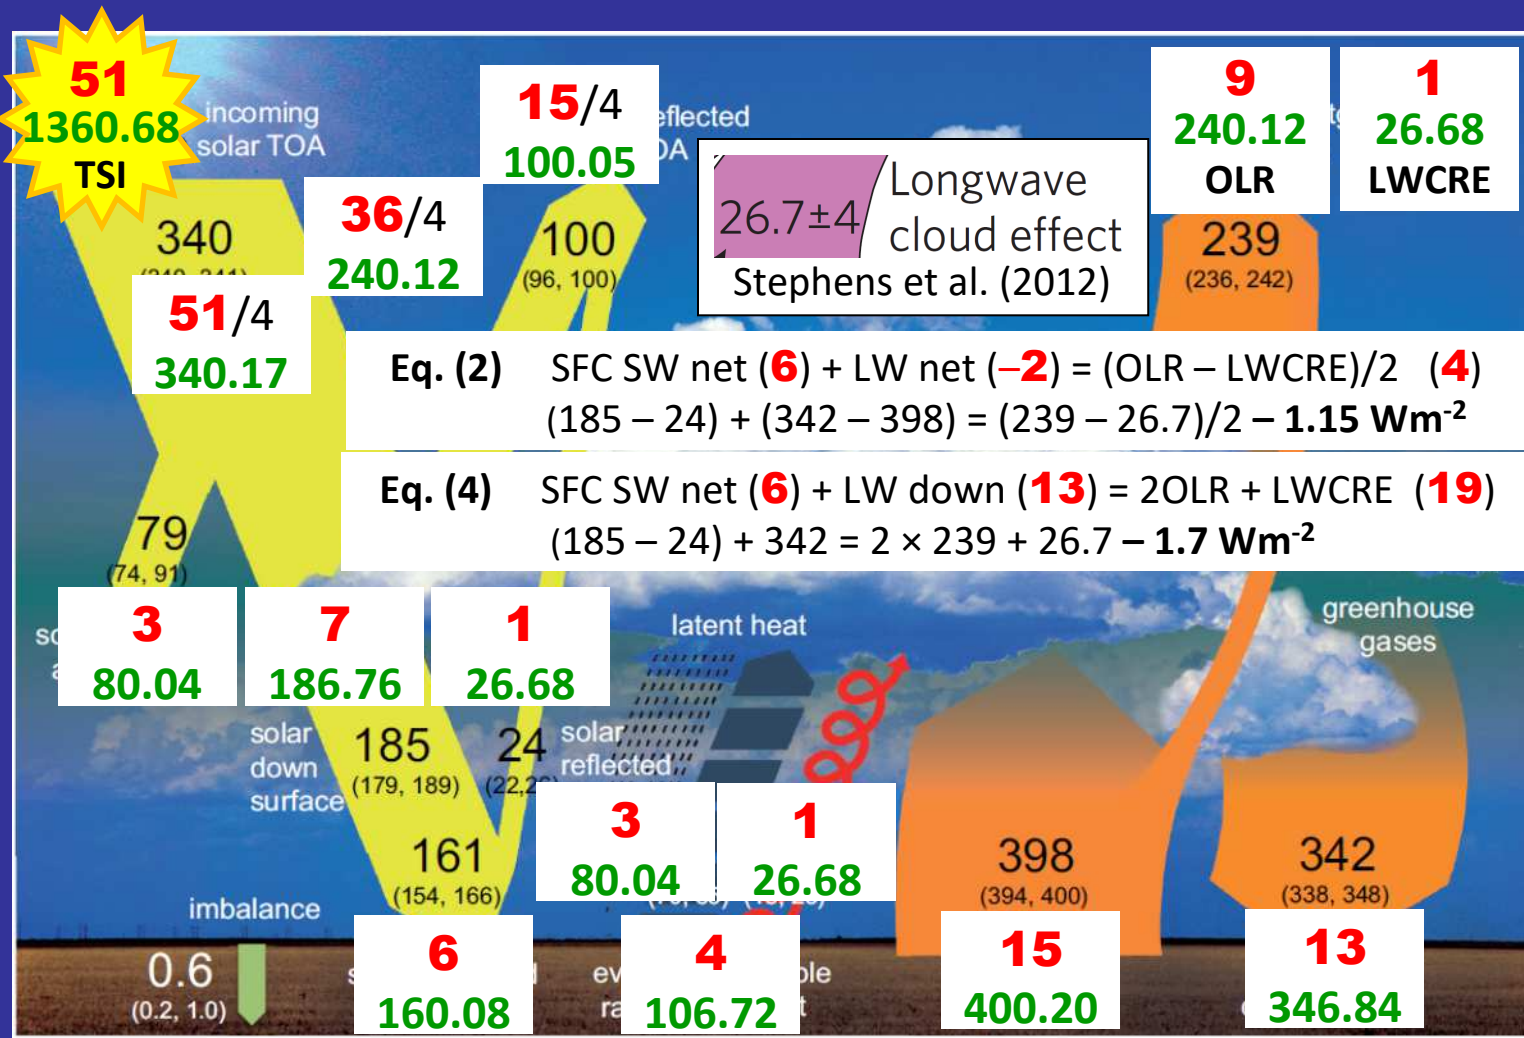 51
1360.68
TSI
incoming
solar TOA
15/4
100.05
eflected
OA
9
240.12
OLR
1
26.68
LWCRE
36/4
240.12
340
51/4
340.17
100
(96, 100)
26.7±4
Longwave
cloud effect
Stephens et al. (2012)
239
(236, 242)
Eq. (2) SFC SW net (6) + LW net (–2) = (OLR – LWCRE)/2 (4)
(185 – 24) + (342 – 398) = (239 – 26.7)/2 – 1.15 Wm-2
Eq. (4) SFC SW net (6) + LW down (13) = 2OLR + LWCRE (19)
(185 – 24) + 342 = 2 × 239 + 26.7 – 1.7 Wm-2
79
(74, 91)
3
80.04
7
186.76
1
26.68
latent heat
greenhouse
gases
solar
down
surface
185
(179, 189)
24
solar
reflected
3
80.04
1
26.68
161
(154, 166)
398
(394, 400)
342
(338, 348)
imbalance
0.6
(0.2, 1.0)
6
160.08
4
106.72
15
400.20
13
346.84